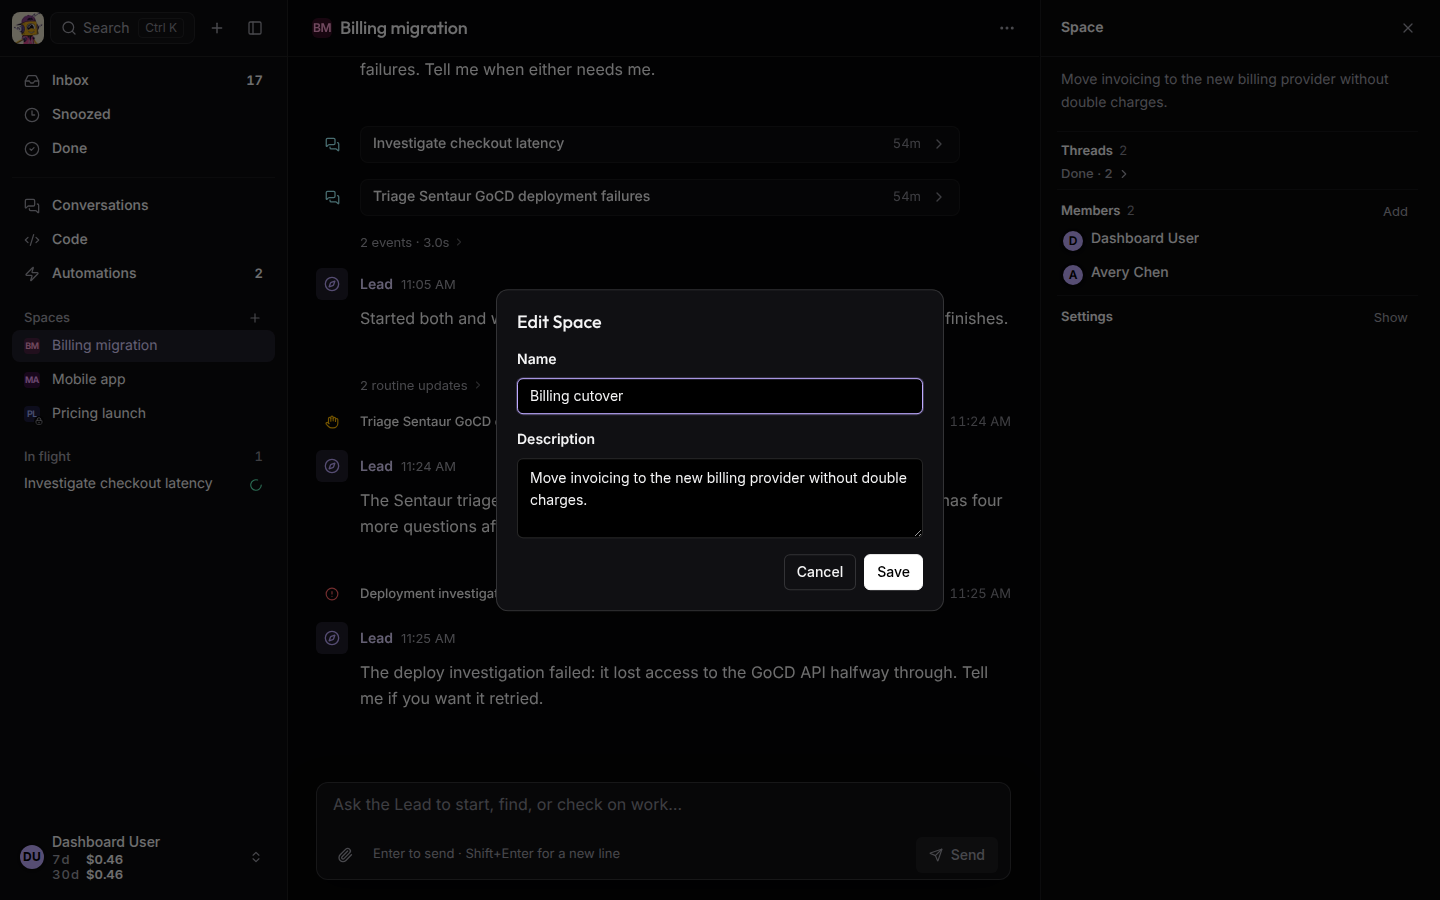 Search Ctrl K
Inbox 17
Snoozed
Done
Conversations
Code
Automations 2
Spaces
BM Billing migration
MA Mobile app
PL Pricing launch
In flight 1
Investigate checkout latency
DU Dashboard User
7d $0.46
30d $0.46
BM Billing migration
failures. Tell me when either needs me.
Investigate checkout latency 54m
Triage Sentaur GoCD deployment failures 54m
2 events · 3.0s
Lead 11:05 AM
Started both and finishes.
2 routine updates
Triage Sentaur GoCD 11:24 AM
Lead 11:24 AM
The Sentaur triage has four
more questions
Deployment 11:25 AM
Lead 11:25 AM
The deploy investigation failed: it lost access to the GoCD API halfway through. Tell
me if you want it retried.
Ask the Lead to start, find, or check on work...
Enter to send · Shift+Enter for a new line
Send
Edit Space
Name
Billing cutover
Description
Move invoicing to the new billing provider without double
charges.
Cancel Save
Space
Move invoicing to the new billing provider without
double charges.
Threads 2
Done · 2
Members 2 Add
D Dashboard User
A Avery Chen
Settings Show